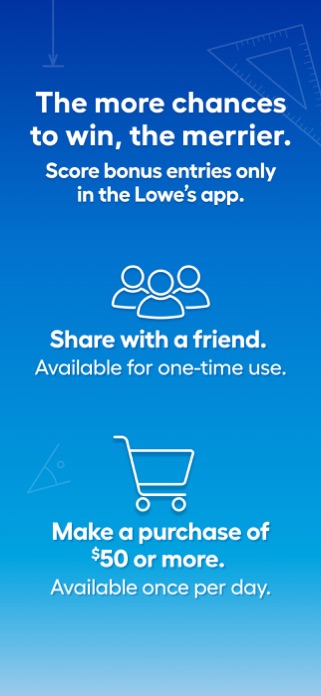 The more chances
to win, the merrier.
Score bonus entries only
in the Lowe's app.
Share with a friend.
Available for one-time use.
Make a purchase of
$50 or more.
Available once per day.